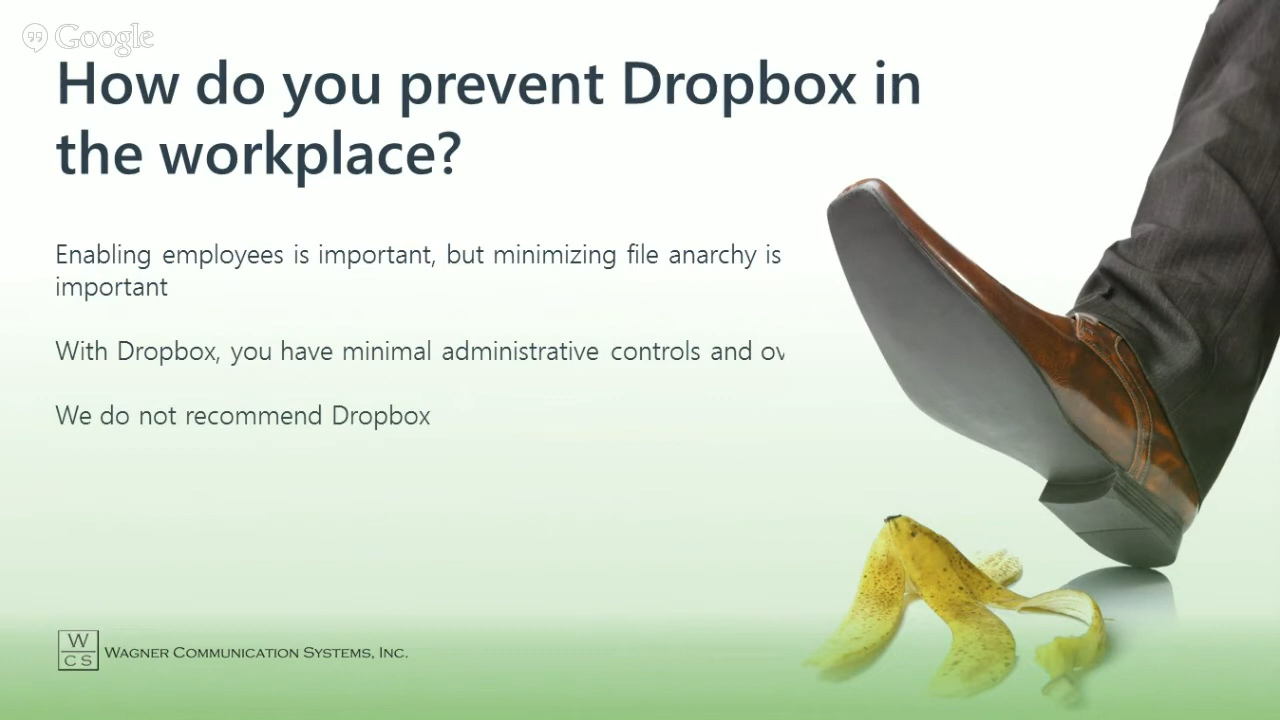 Google
How do you prevent Dropbox in
the workplace?
Enabling employees is important, but minimizing file anarchy is
important
With Dropbox, you have minimal administrative controls and
We do not recommend Dropbox
W
CS
WAGNER COMMUNICATION SYSTEMS, INC.